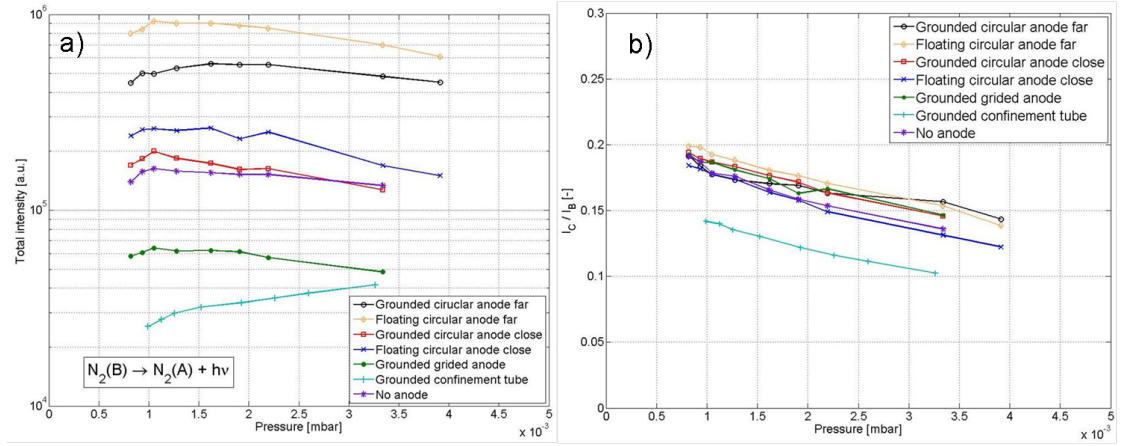 a)
10^6
10^5
10^4
Total intensity [a.u.]
0 0.5 1 1.5 2 2.5 3 3.5 4 4.5 5
Pressure [mbar]
x 10^-3
N_2(B) → N_2(A) + hν
Grounded ciruclar anode far
Floating circular anode far
Grounded circular anode close
Floating circular anode close
Grounded grided anode
Grounded confinement tube
No anode
b)
0.3
0.25
0.2
0.15
0.1
0.05
0
I_C / I_B [-]
0 0.5 1 1.5 2 2.5 3 3.5 4 4.5 5
Pressure [mbar]
x 10^-3
Grounded circular anode far
Floating circular anode far
Grounded circular anode close
Floating circular anode close
Grounded grided anode
Grounded confinement tube
No anode